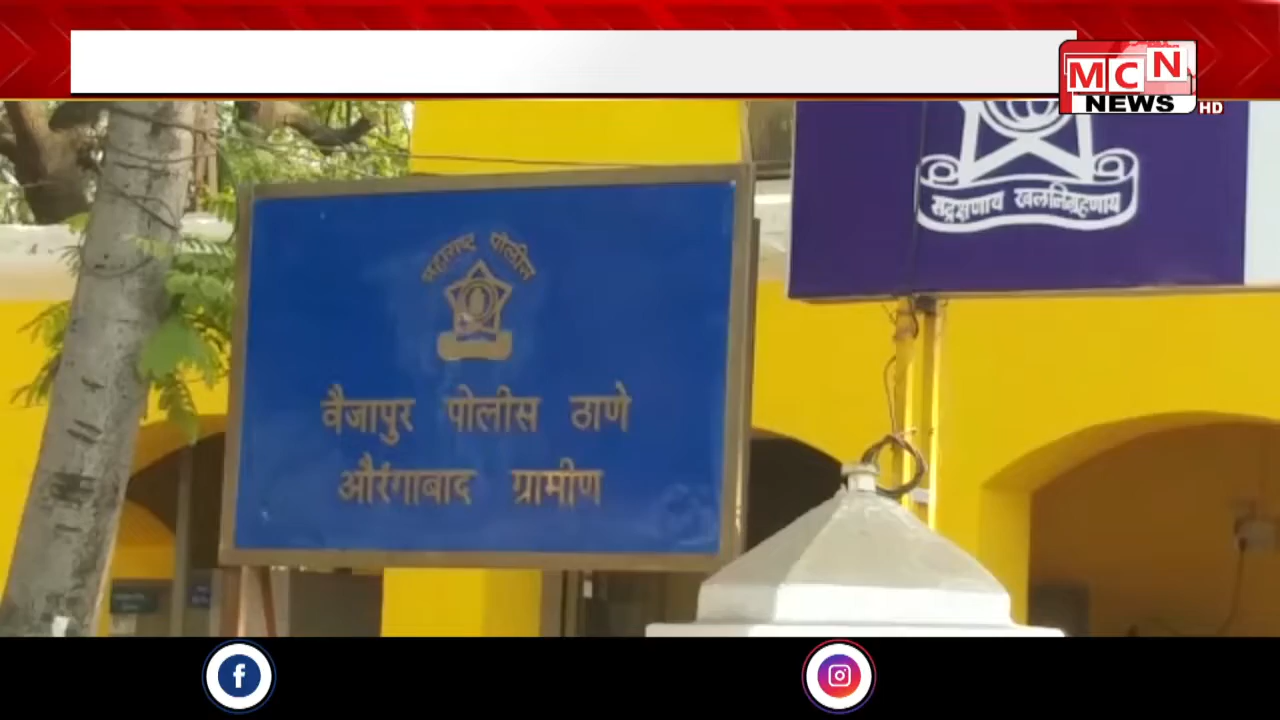 MCN
NEWS HD
सद्रक्षणाय खलनिग्रहणाय
महाराष्ट्र पोलीस
वैजापुर पोलीस ठाणे
औरंगाबाद ग्रामीण